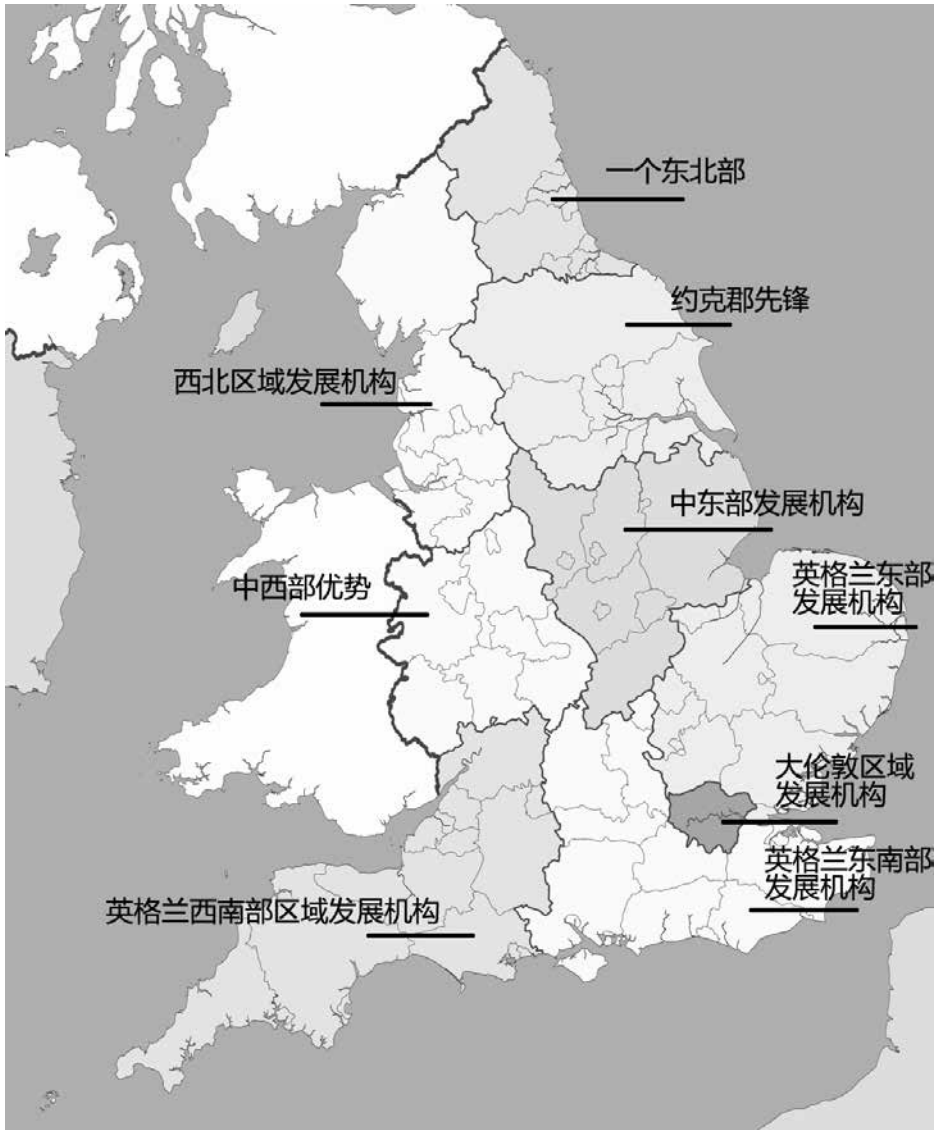 一个东北部
约克郡先锋
西北区域发展机构
中东部发展机构
英格兰东部
发展机构
中西部优势
大伦敦区域
发展机构
英格兰东南部
发展机构
英格兰西南部区域发展机构